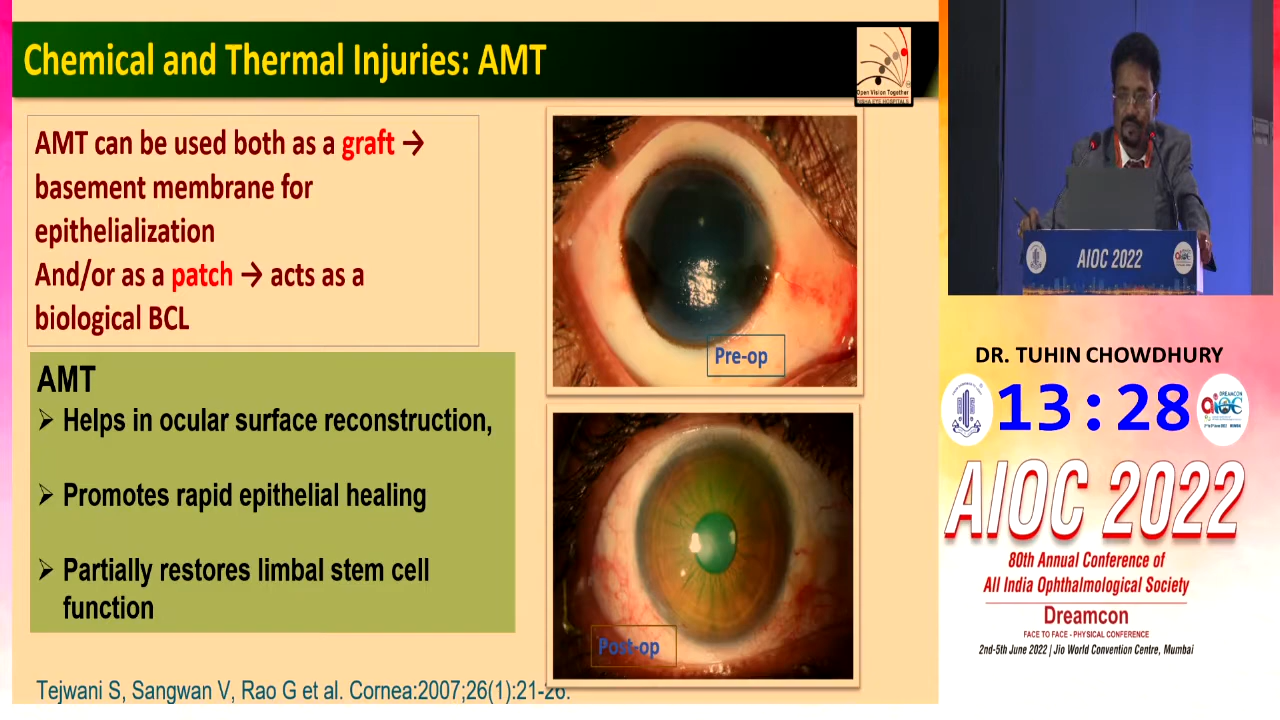 Chemical and Thermal Injuries: AMT
Open Vision Together
DISHA EYE HOSPITALS
AMT can be used both as a graft →
basement membrane for
epithelialization
And/or as a patch → acts as a
biological BCL
AMT
➢ Helps in ocular surface reconstruction,
➢ Promotes rapid epithelial healing
➢ Partially restores limbal stem cell
function
Tejwani S, Sangwan V, Rao G et al. Cornea:2007;26(1):21-26.
Pre-op
Post-op
AIOC 2022
DR. TUHIN CHOWDHURY
13:28
AIOC 2022
80th Annual Conference of
All India Ophthalmological Society
Dreamcon
FACE TO FACE - PHYSICAL CONFERENCE
2nd-5th June 2022 | Jio World Convention Centre, Mumbai